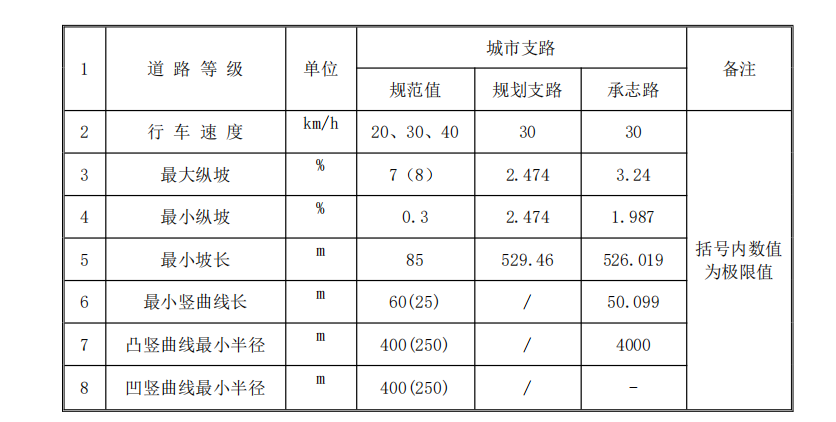 1 道 路 等 级 单位 城市支路 备注
规范值 规划支路 承志路
2 行 车 速 度 km/h 20、30、40 30 30 括号内数值
为极限值
3 最大纵坡 % 7（8） 2.474 3.24
4 最小纵坡 % 0.3 2.474 1.987
5 最小坡长 m 85 529.46 526.019
6 最小竖曲线长 m 60(25) / 50.099
7 凸竖曲线最小半径 m 400(250) / 4000
8 凹竖曲线最小半径 m 400(250) / -